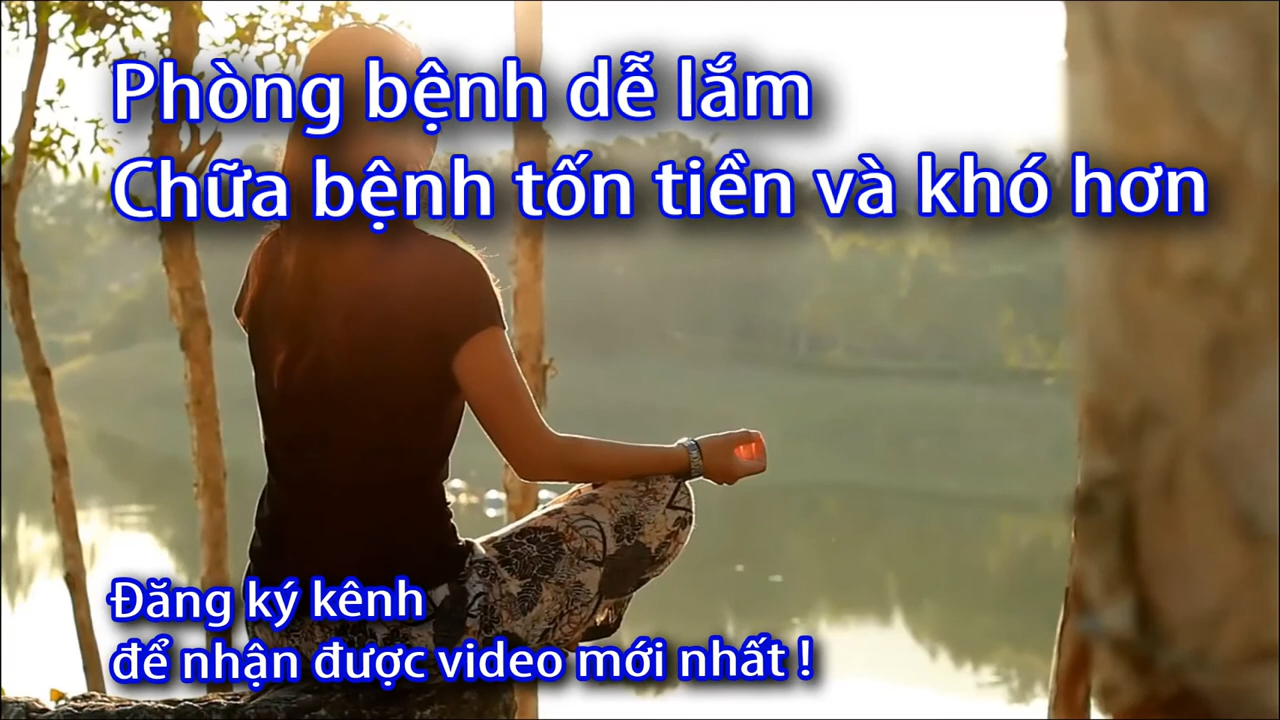 Phòng bệnh dễ lắm
Chữa bệnh tốn tiền và khó hơn
Đăng ký kênh
để nhận được video mới nhất !